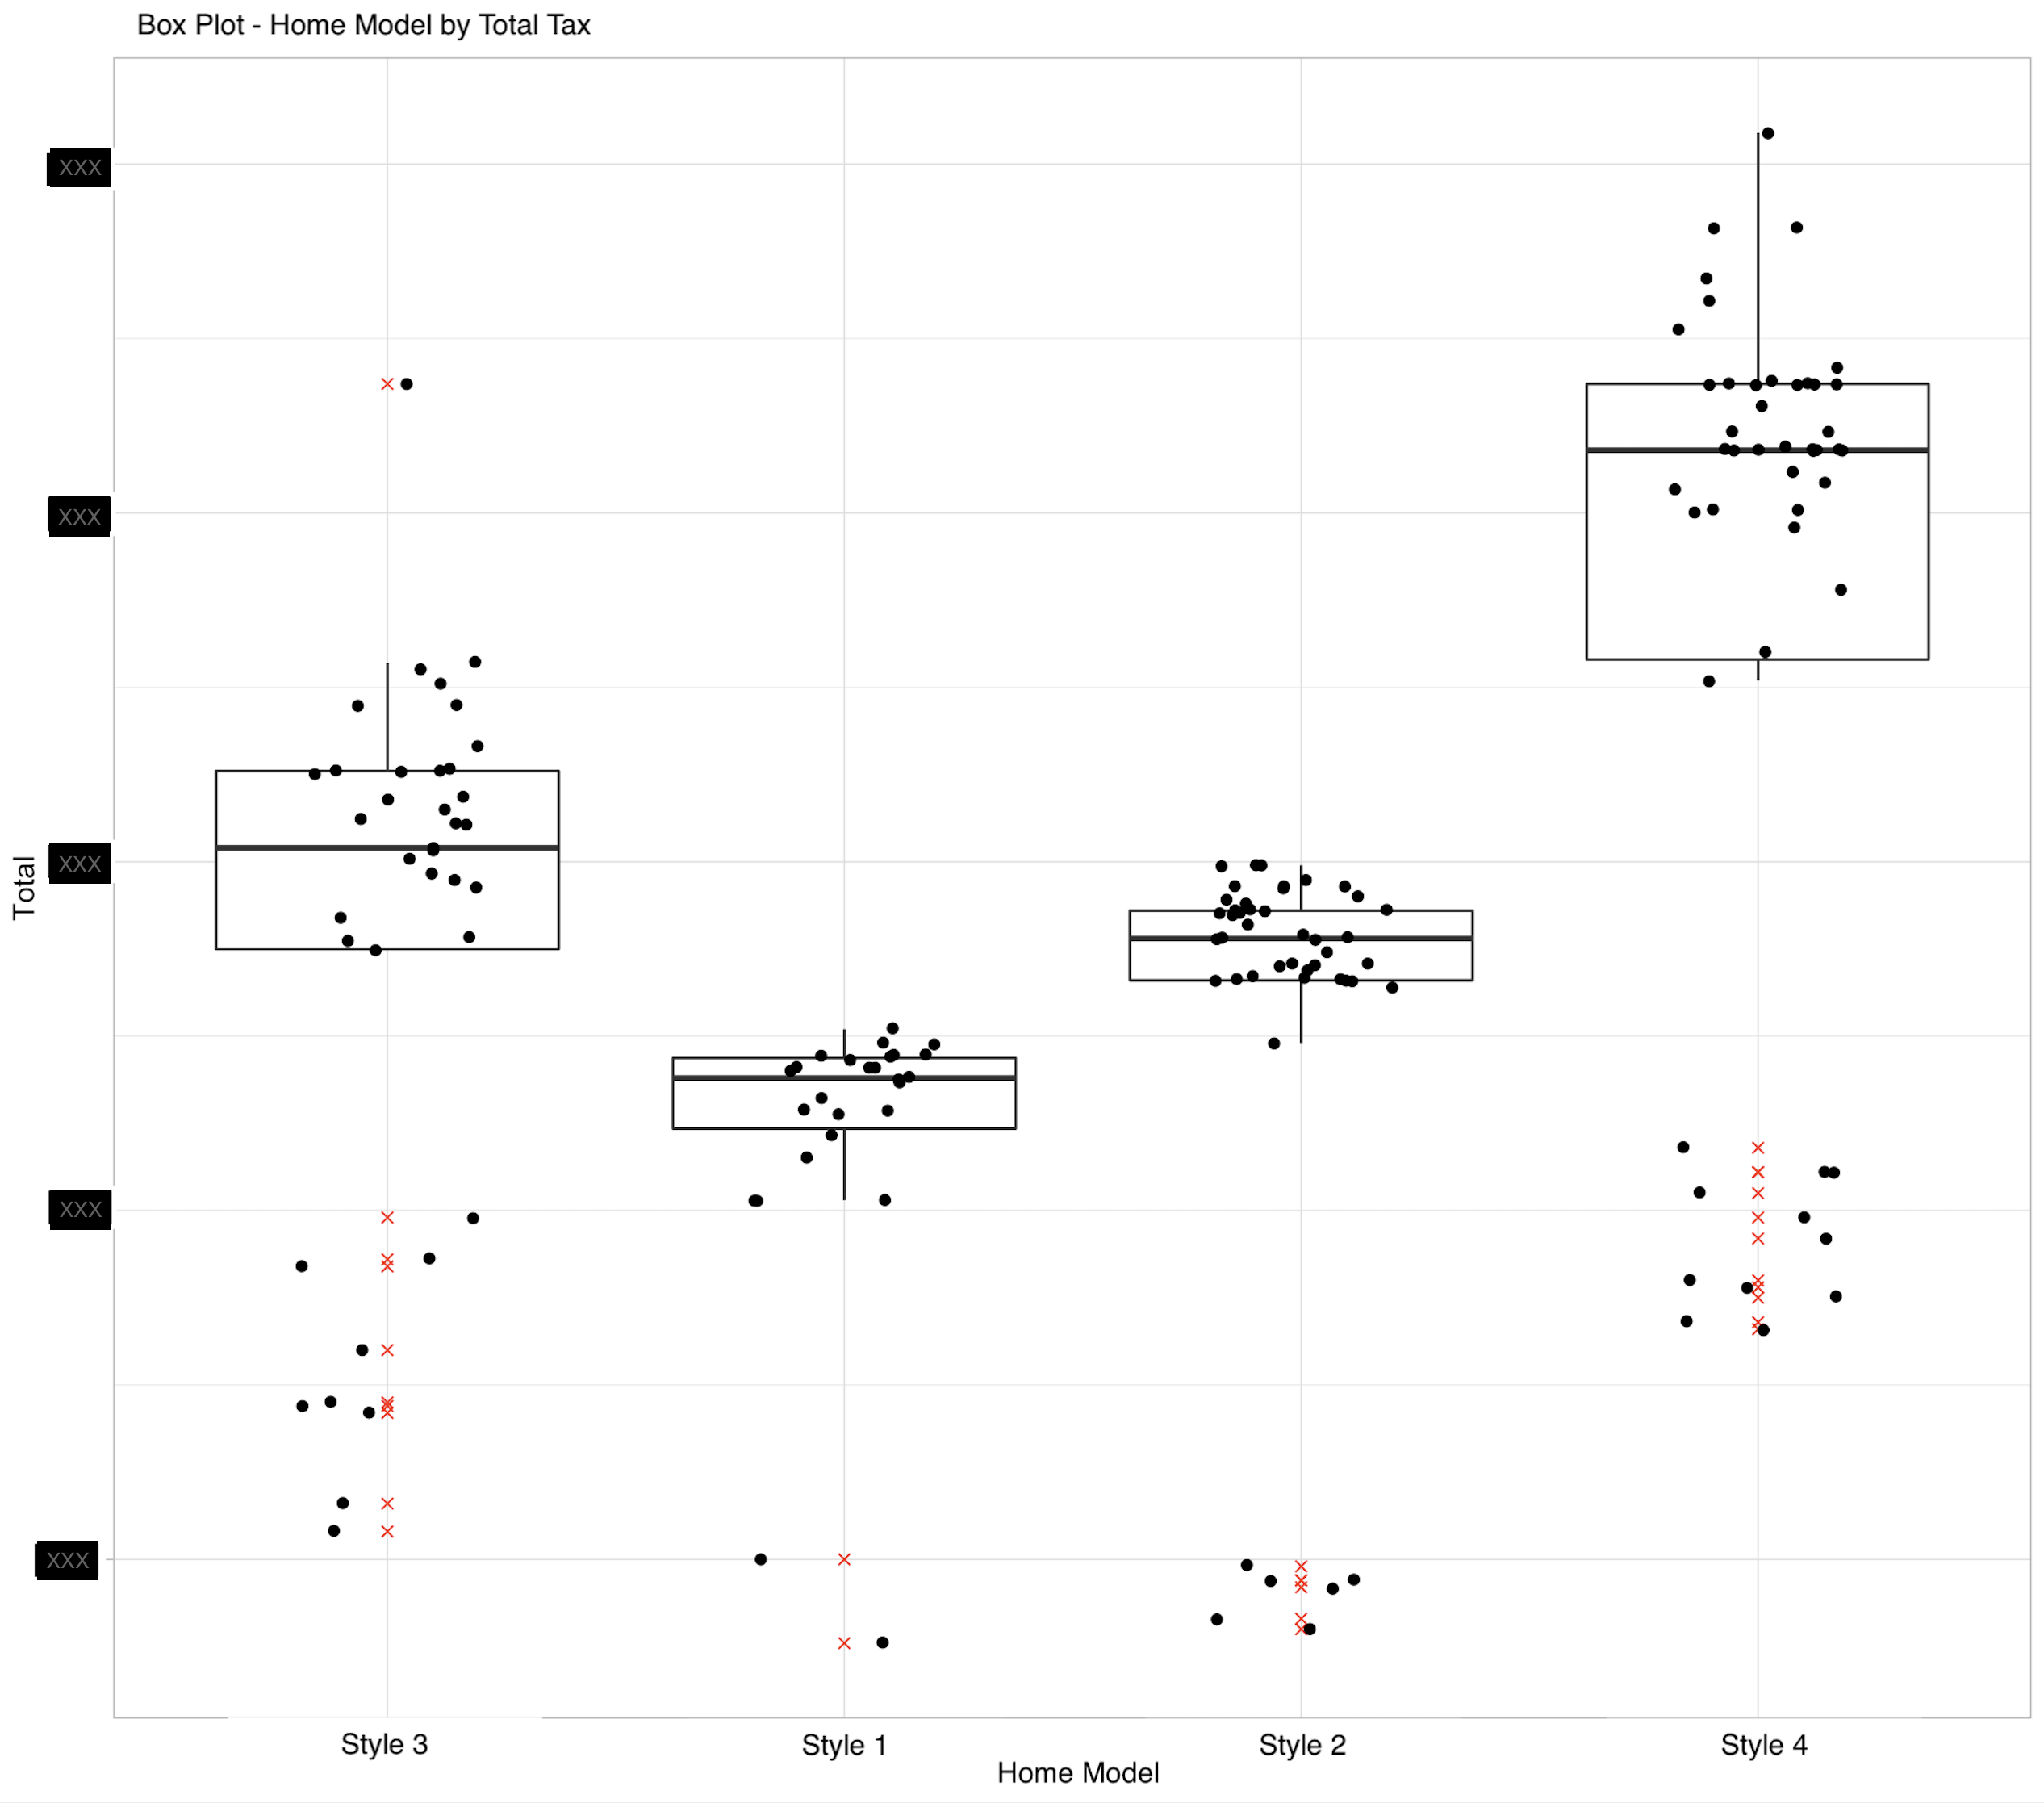 Box Plot - Home Model by Total Tax
XXX
XXX
XXX
Total
XXX
XXX
Style 3
Style 1
Style 2
Style 4
Home Model